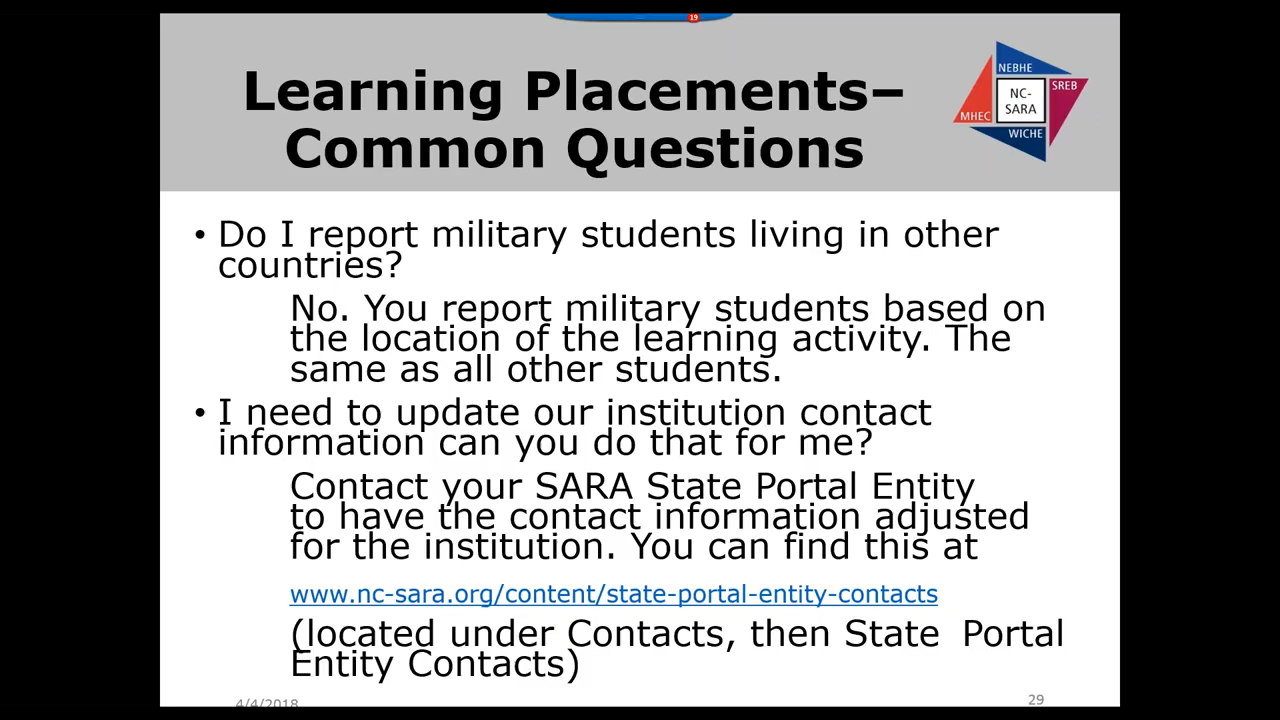 19
Learning Placements–
Common Questions
NEBHE
SREB
NC-
SARA
MHEC
WICHE
• Do I report military students living in other
countries?
No. You report military students based on
the location of the learning activity. The
same as all other students.
• I need to update our institution contact
information can you do that for me?
Contact your SARA State Portal Entity
to have the contact information adjusted
for the institution. You can find this at
www.nc-sara.org/content/state-portal-entity-contacts
(located under Contacts, then State Portal
Entity Contacts)
4/4/2018
29